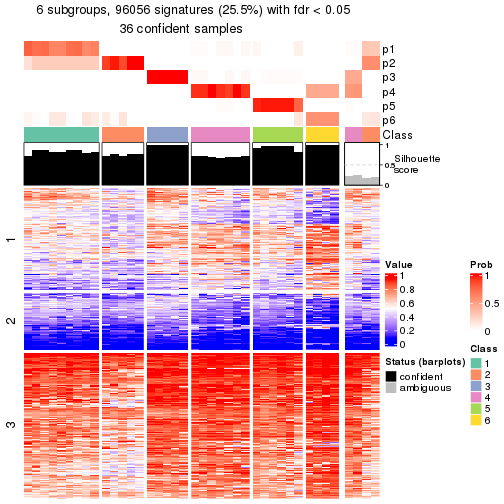 6 subgroups, 96056 signatures (25.5%) with fdr < 0.05
36 confident samples
p1
p2
p3
p4
p5
p6
Class
1
0.5
0
Silhouette
score
1
2
3
Value
1
0.8
0.6
0.4
0.2
0
Prob
1
0.5
0
Status (barplots)
confident
ambiguous
Class
1
2
3
4
5
6